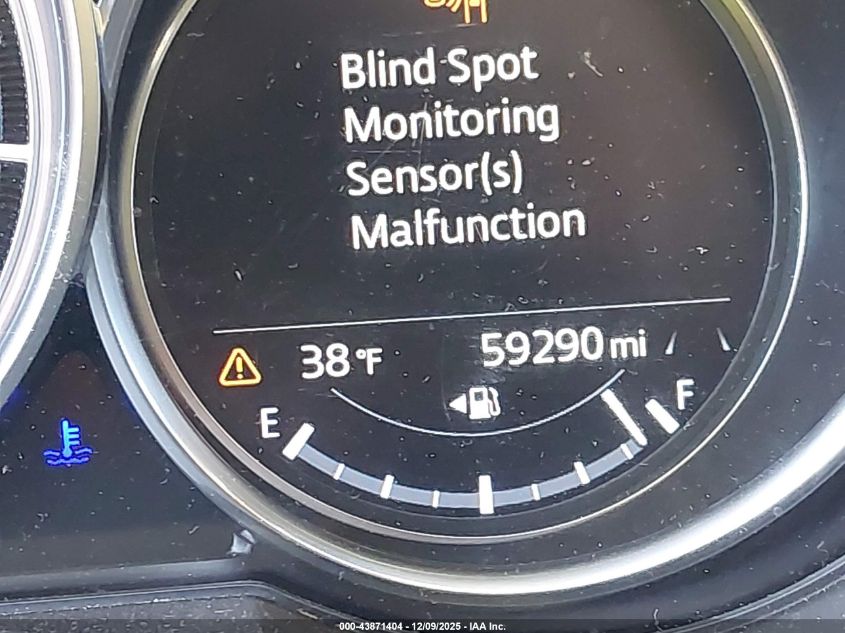 Blind Spot
Monitoring
Sensor(s)
Malfunction
38°F 59290 mi
E F
000-43871404 - 12/09/2025 - IAA Inc.